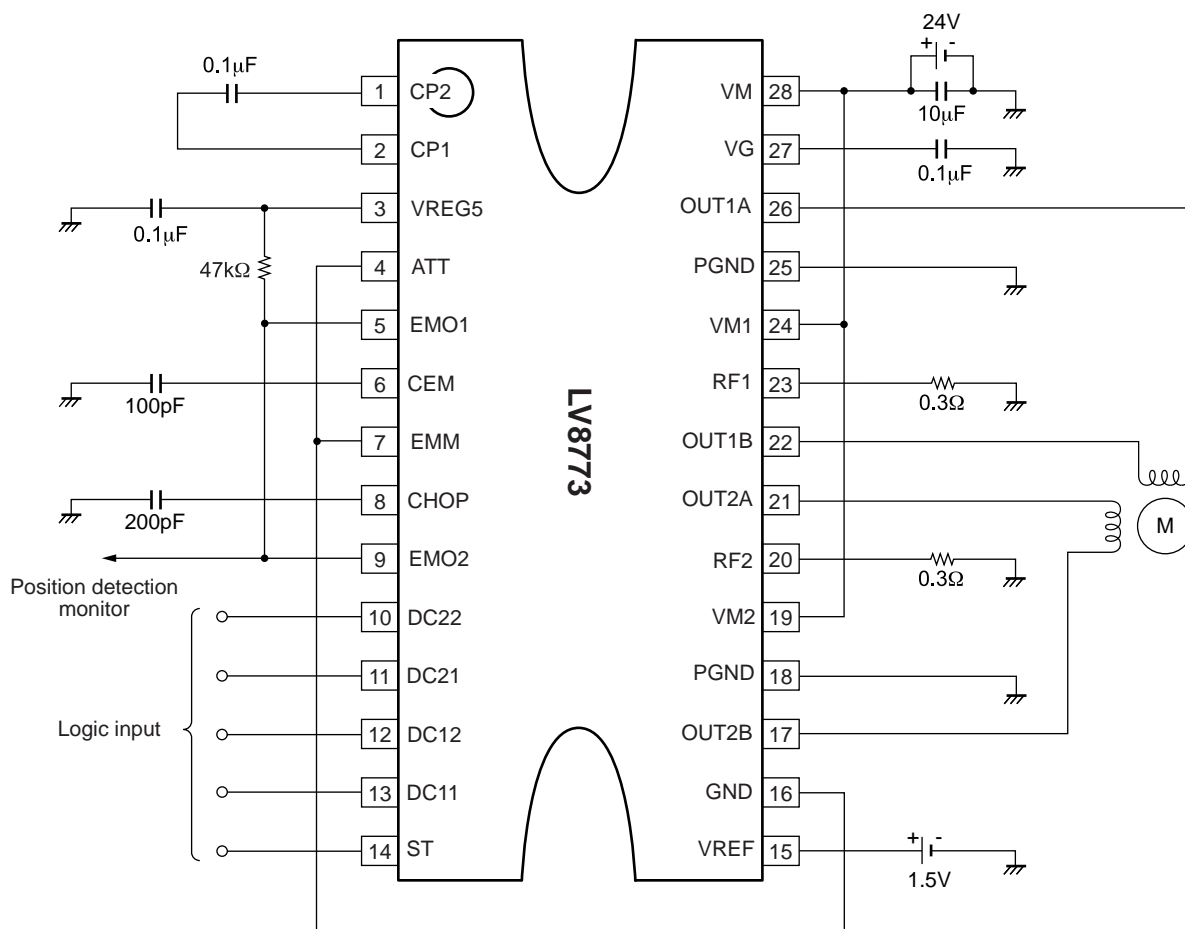 24V
+ -
0.1µF
1 CP2
VM 28
10µF
2 CP1
VG 27
0.1µF
3 VREG5
OUT1A 26
0.1µF
47kΩ
4 ATT
PGND 25
5 EMO1
VM1 24
6 CEM
RF1 23
100pF
0.3Ω
7 EMM
OUT1B 22
LV8773
8 CHOP
OUT2A 21
200pF
M
9 EMO2
RF2 20
0.3Ω
Position detection
monitor
10 DC22
VM2 19
11 DC21
PGND 18
Logic input
12 DC12
OUT2B 17
13 DC11
GND 16
14 ST
VREF 15
+ -
1.5V